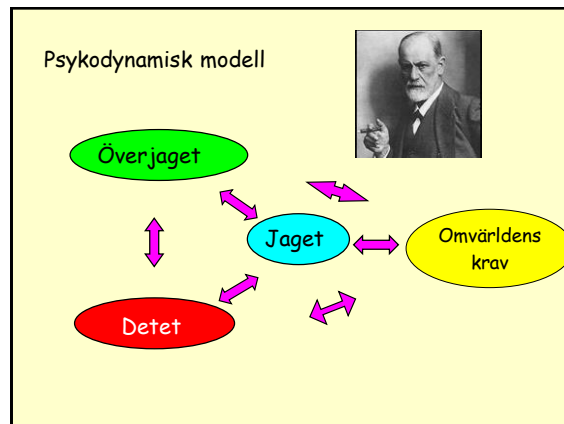 Psykodynamisk modell
Överjaget
Jaget
Omvärldens
krav
Detet